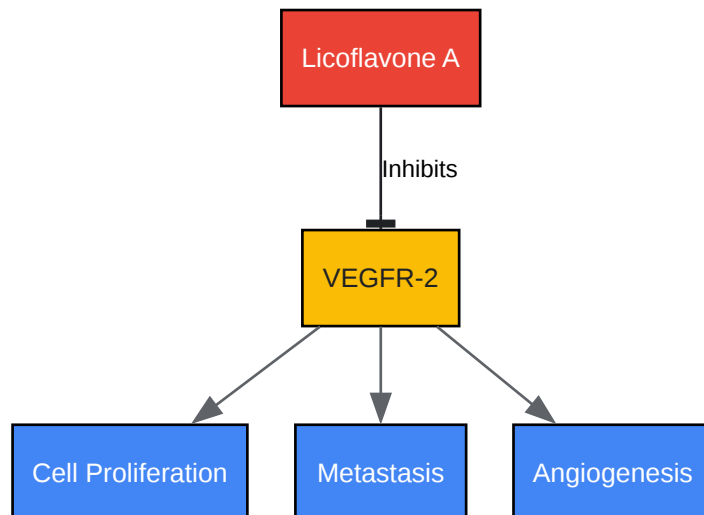 Licoflavone A
Inhibits
VEGFR-2
Cell Proliferation
Metastasis
Angiogenesis